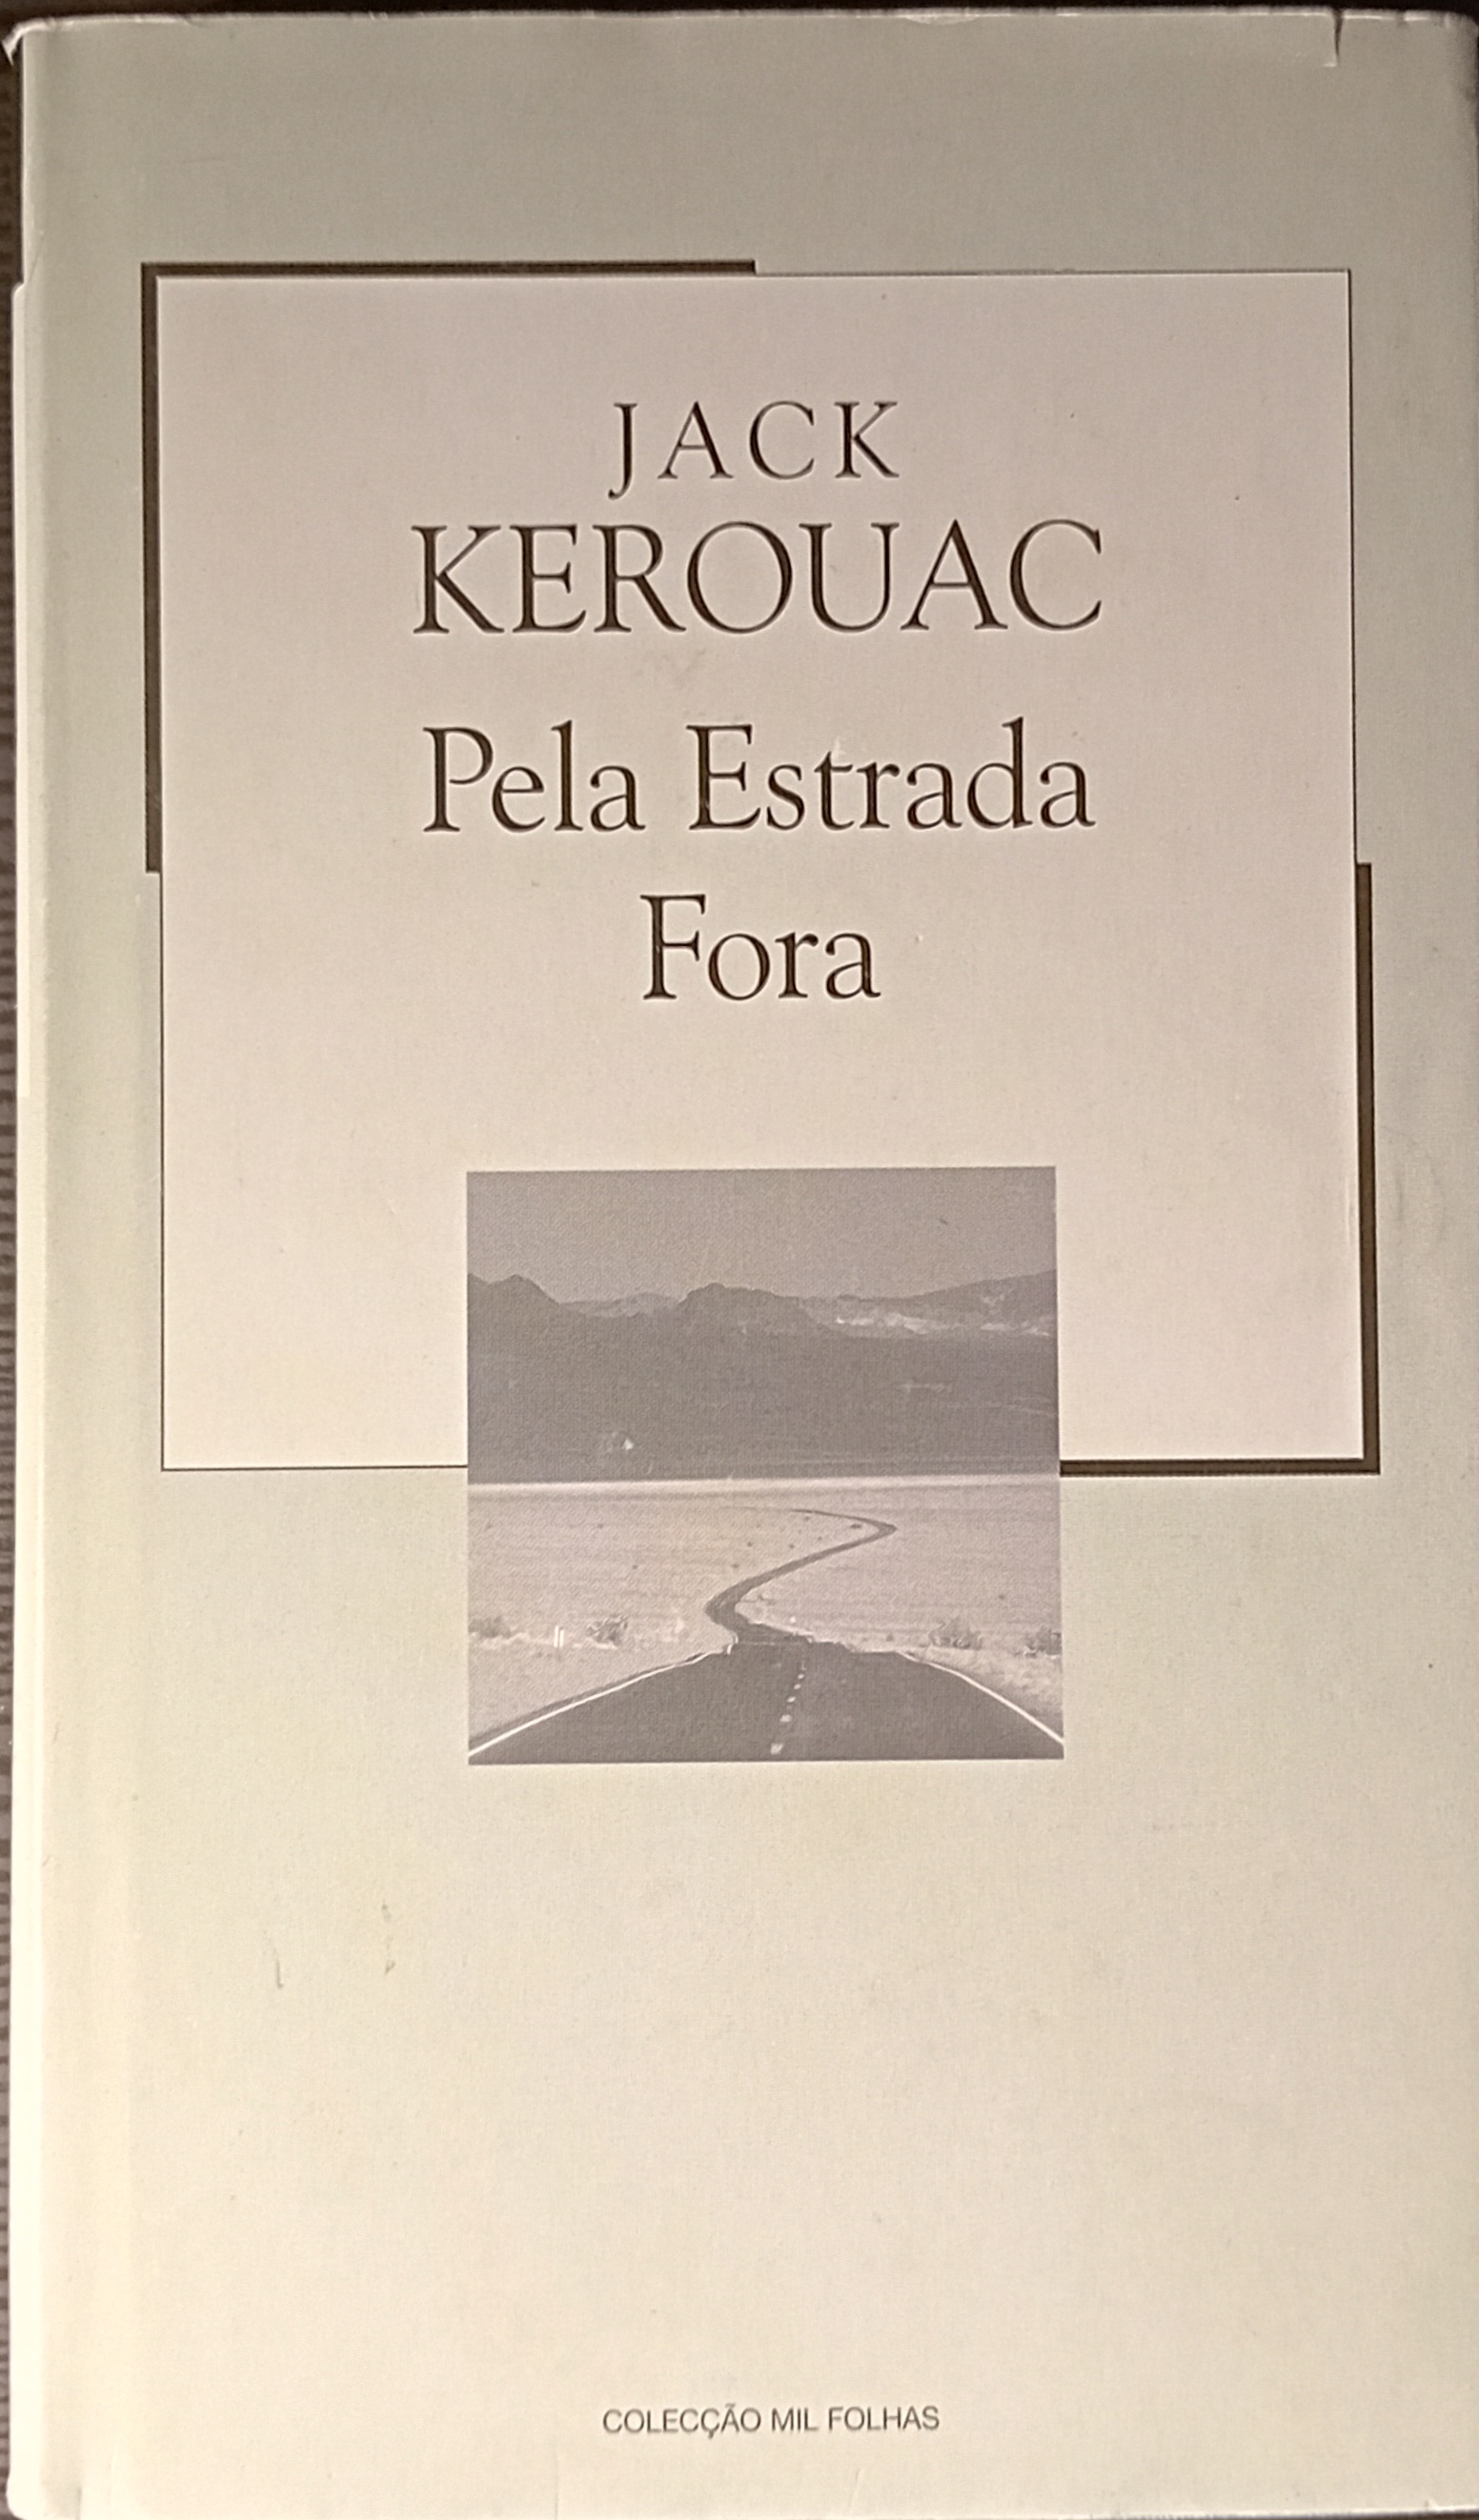 JACK
KEROUAC
Pela Estrada
Fora
COLECÇÃO MIL FOLHAS